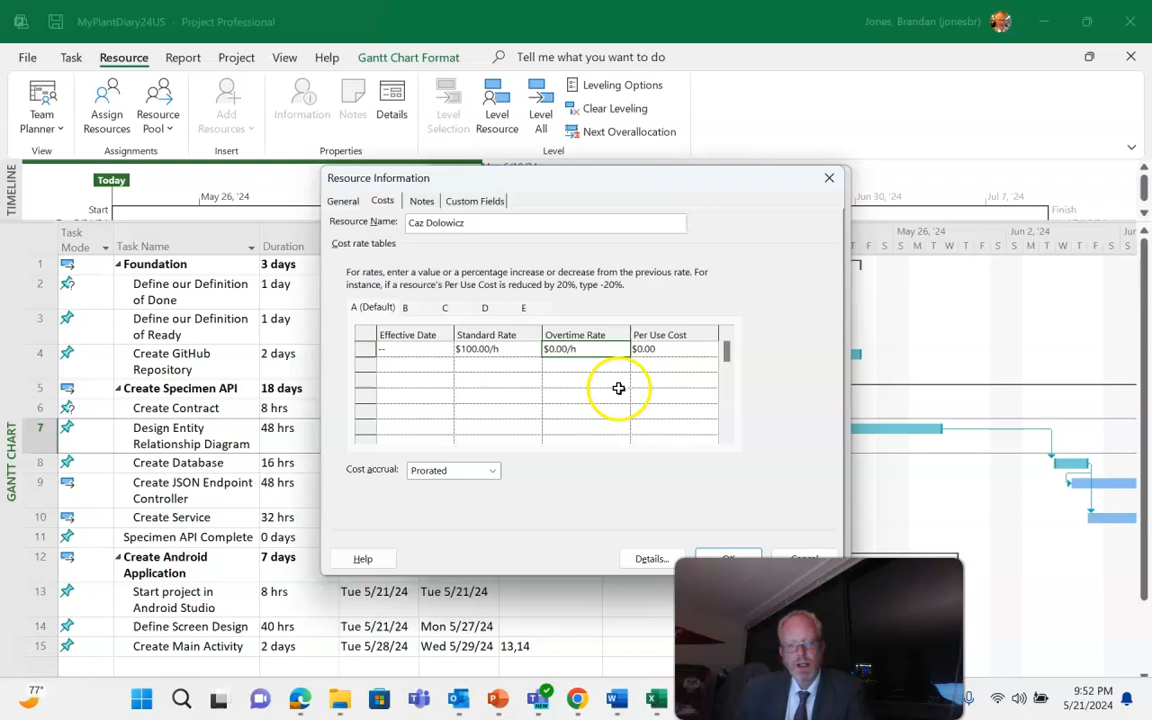 MyPlantDiary24US - Project Professional
Jones, Brandan (jonesbr)
File Task Resource Report Project View Help Gantt Chart Format Tell me what you want to do
Team Planner
Assign Resources
Resource Pool
Add Resources
Information
Notes
Details
Level Selection
Level Resource
Level All
Leveling Options
Clear Leveling
Next Overallocation
View Assignments Insert Properties Level
TIMELINE
Today
May 26, '24
Start
Jun 30, '24
Jul 7, '24
Finish
Resource Information
General Costs Notes Custom Fields
Resource Name: Caz Dolowicz
Cost rate tables
For rates, enter a value or a percentage increase or decrease from the previous rate. For
instance, if a resource's Per Use Cost is reduced by 20%, type -20%.
A (Default) B C D E
Effective Date Standard Rate Overtime Rate Per Use Cost
-- $100.00/h $0.00/h $0.00
Cost accrual: Prorated
Help Details...
GANTT CHART
Task Mode Task Name Duration
May 26, '24 Jun 2, '24
F S S M T W T F S S M T W T F S
1 Foundation 3 days
2 Define our Definition of Done 1 day
3 Define our Definition of Ready 1 day
4 Create GitHub Repository 2 days
5 Create Specimen API 18 days
6 Create Contract 8 hrs
7 Design Entity Relationship Diagram 48 hrs
8 Create Database 16 hrs
9 Create JSON Endpoint Controller 48 hrs
10 Create Service 32 hrs
11 Specimen API Complete 0 days
12 Create Android Application 7 days
13 Start project in Android Studio 8 hrs Tue 5/21/24 Tue 5/21/24
14 Define Screen Design 40 hrs Tue 5/21/24 Mon 5/27/24
15 Create Main Activity 2 days Tue 5/28/24 Wed 5/29/24 13,14
77°
9:52 PM
5/21/2024